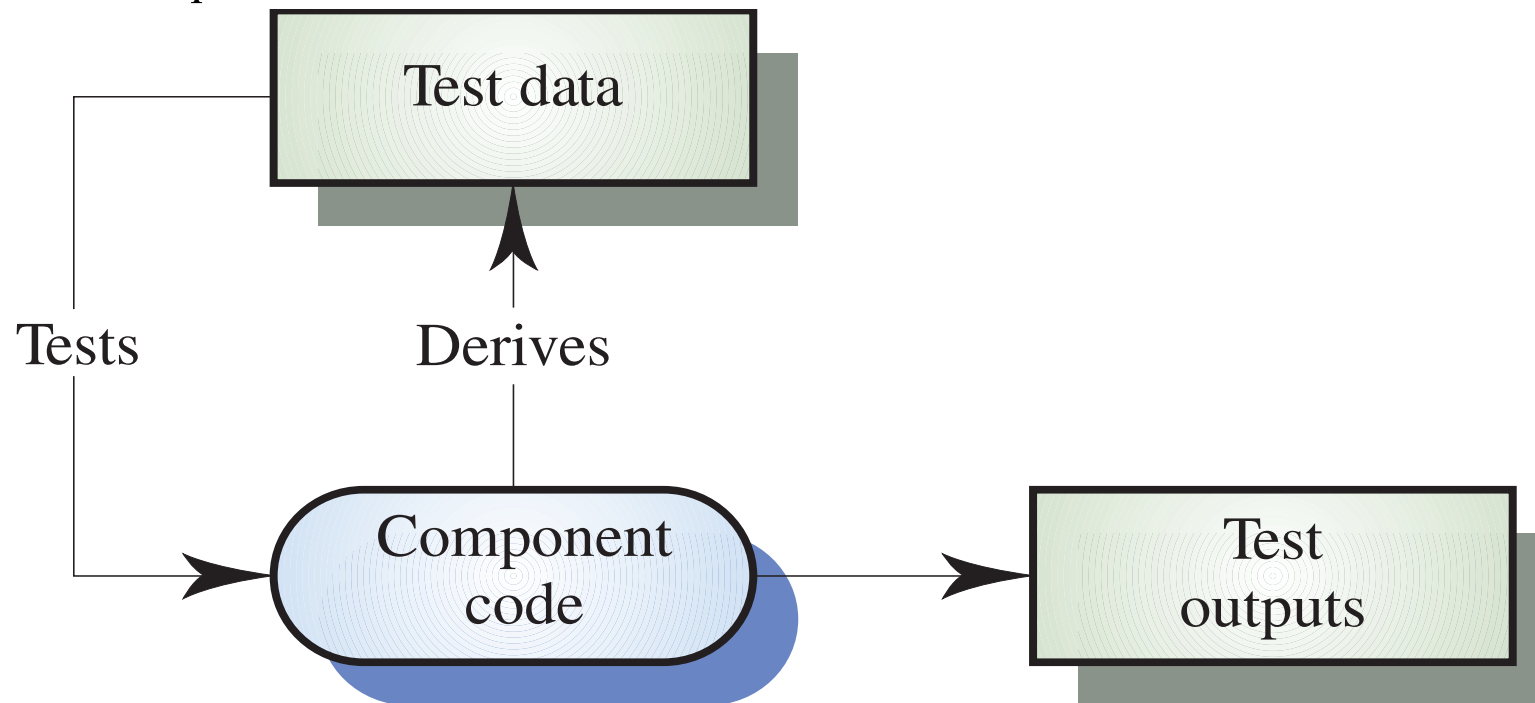 Test data
Tests
Derives
Component
code
Test
outputs